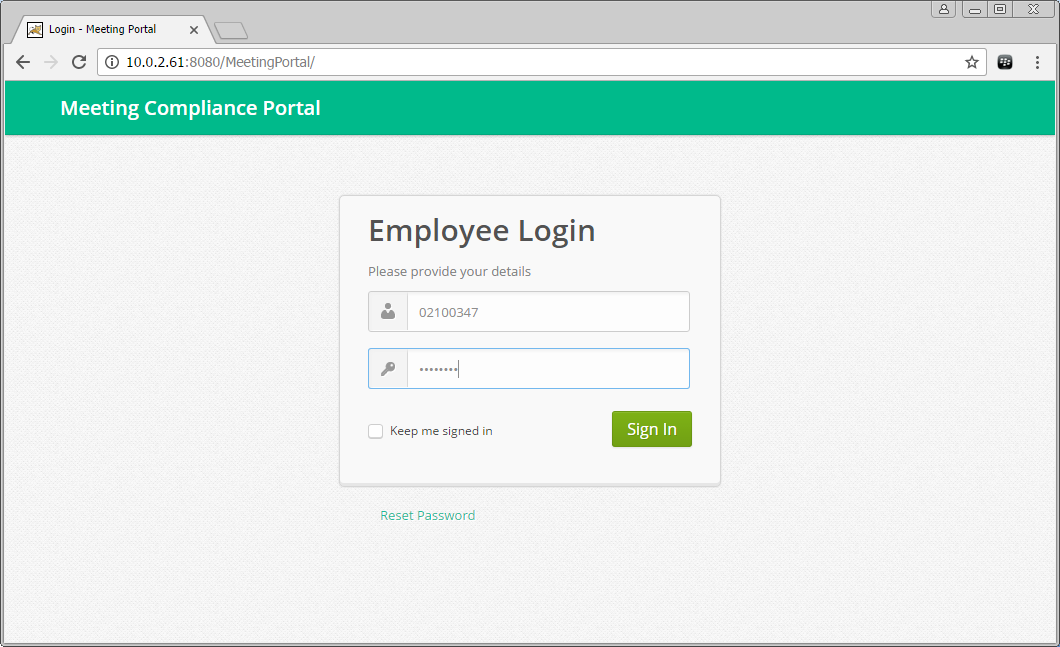 Login - Meeting Portal
10.0.2.61:8080/MeetingPortal/
Meeting Compliance Portal
Employee Login
Please provide your details
02100347
••••••••
Keep me signed in
Sign In
Reset Password